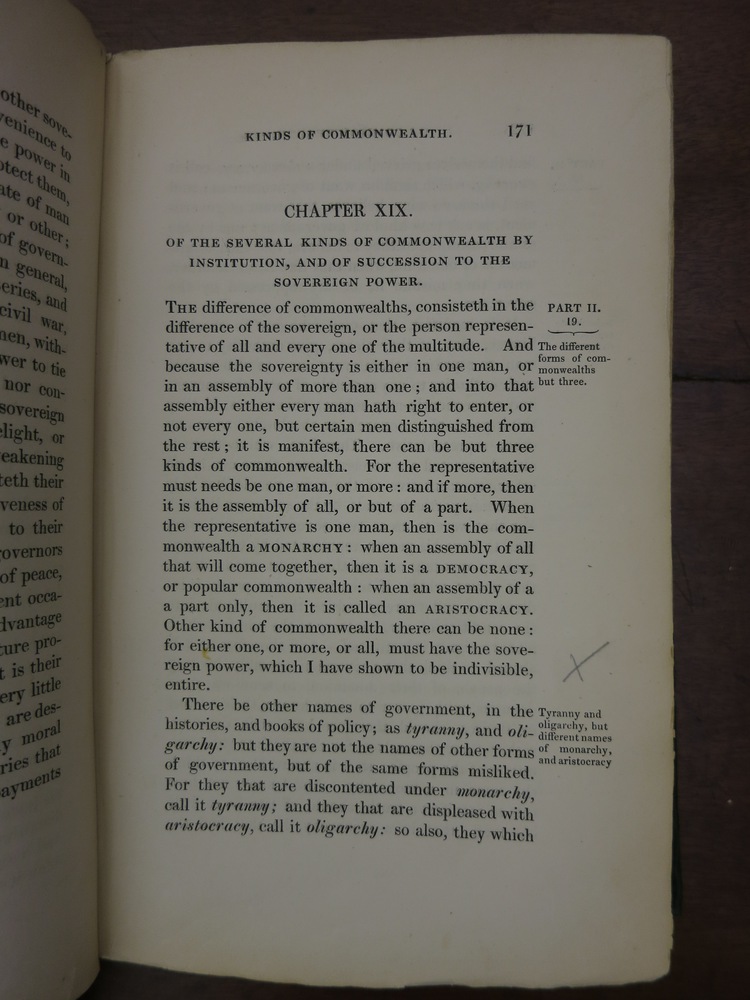 other sove-
venience to
e power in
otect them,
ate of man
or other;
of govern-
n general,
series, and
civil war,
men, with-
wer to tie
nor con-
sovereign
elight, or
eakening
teth their
veness of
to their
governors
of peace,
ent occa-
dvantage
ture pro-
t is their
ery little
are des-
y moral
ries that
ayments
KINDS OF COMMONWEALTH. 171
CHAPTER XIX.
OF THE SEVERAL KINDS OF COMMONWEALTH BY
INSTITUTION, AND OF SUCCESSION TO THE
SOVEREIGN POWER.
THE difference of commonwealths, consisteth in the
difference of the sovereign, or the person represen-
tative of all and every one of the multitude. And
because the sovereignty is either in one man, or
in an assembly of more than one; and into that
assembly either every man hath right to enter, or
not every one, but certain men distinguished from
the rest; it is manifest, there can be but three
kinds of commonwealth. For the representative
must needs be one man, or more: and if more, then
it is the assembly of all, or but of a part. When
the representative is one man, then is the com-
monwealth a MONARCHY: when an assembly of all
that will come together, then it is a DEMOCRACY,
or popular commonwealth: when an assembly of a
a part only, then it is called an ARISTOCRACY.
Other kind of commonwealth there can be none:
for either one, or more, or all, must have the sove-
reign power, which I have shown to be indivisible,
entire.
There be other names of government, in the
histories, and books of policy; as tyranny, and oli-
garchy: but they are not the names of other forms
of government, but of the same forms misliked.
For they that are discontented under monarchy,
call it tyranny; and they that are displeased with
aristocracy, call it oligarchy: so also, they which
PART II.
19.
The different
forms of com-
monwealths
but three.
Tyranny and
oligarchy, but
different names
of monarchy,
and aristocracy